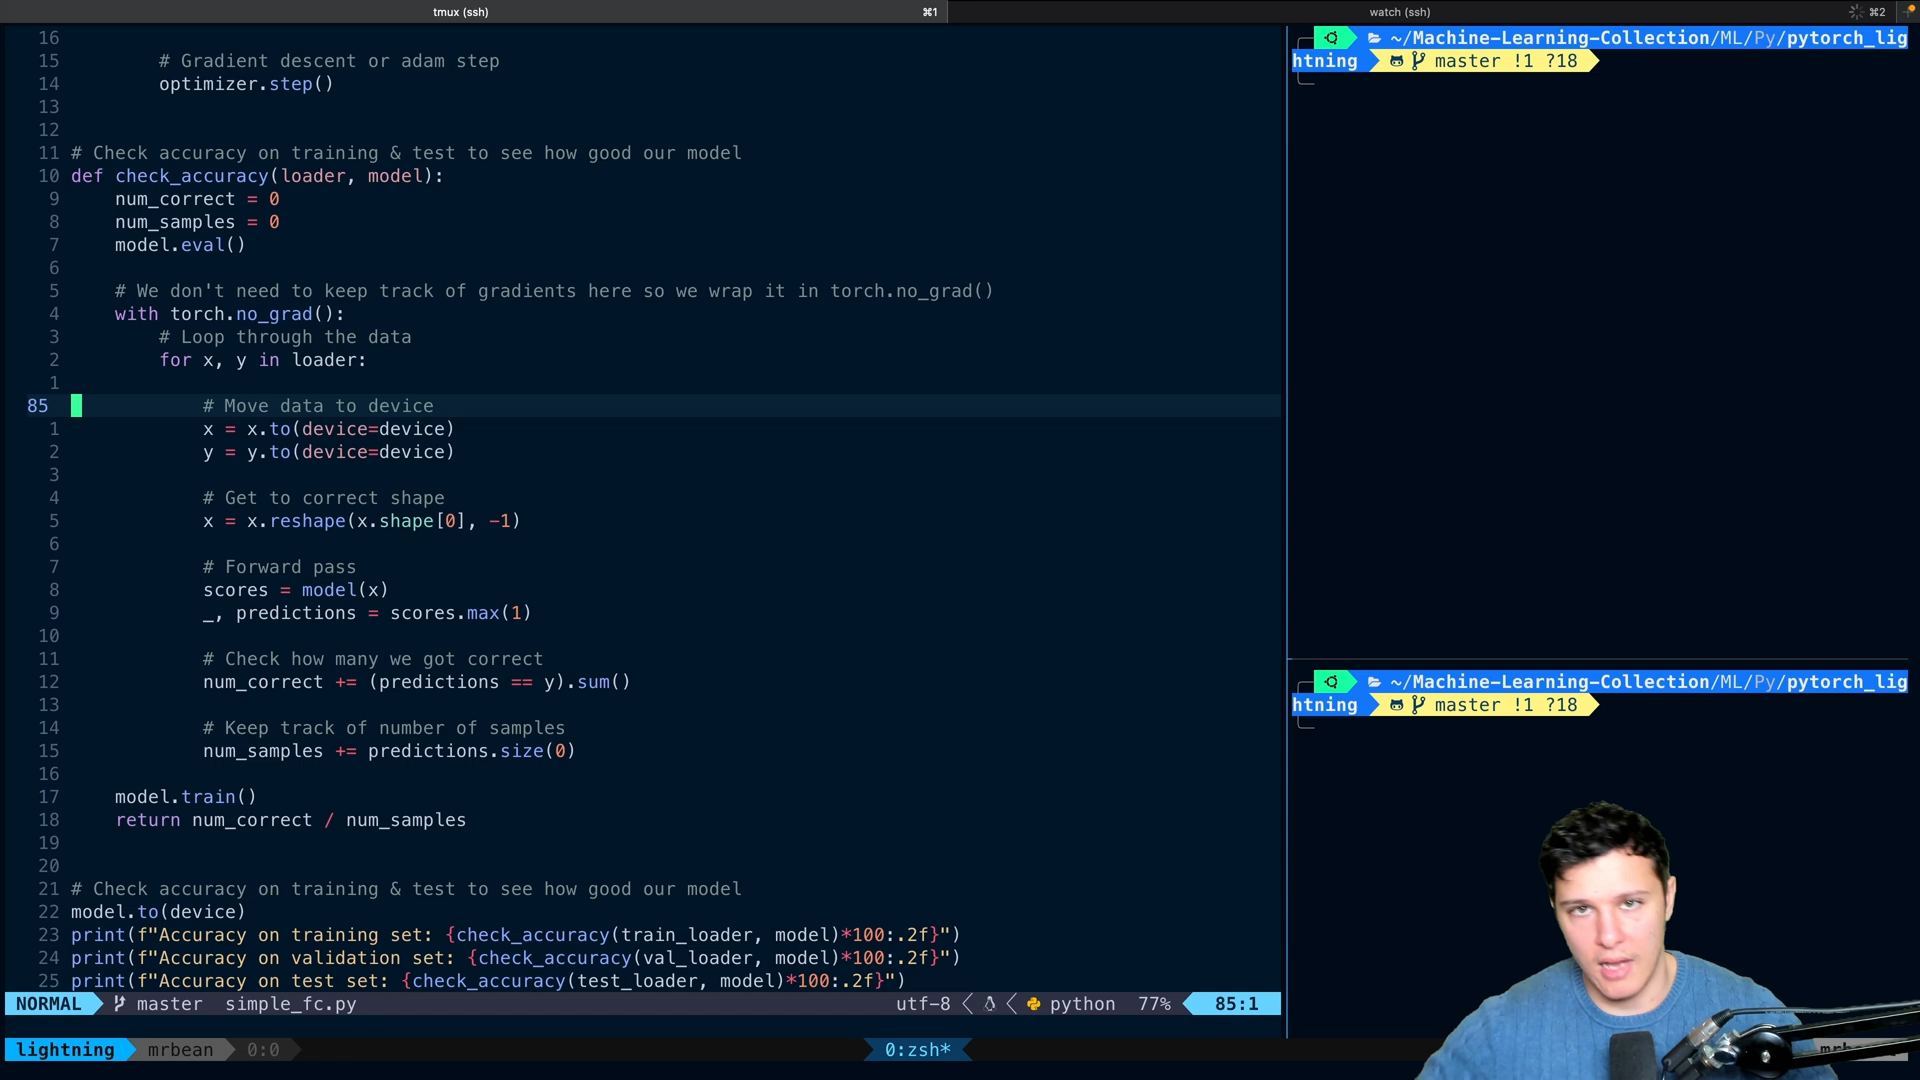 tmux (ssh)
⌘1
watch (ssh)
⌘2
16
15 # Gradient descent or adam step
14 optimizer.step()
13
12
11 # Check accuracy on training & test to see how good our model
10 def check_accuracy(loader, model):
9 num_correct = 0
8 num_samples = 0
7 model.eval()
6
5 # We don't need to keep track of gradients here so we wrap it in torch.no_grad()
4 with torch.no_grad():
3 # Loop through the data
2 for x, y in loader:
1
85 # Move data to device
1 x = x.to(device=device)
2 y = y.to(device=device)
3
4 # Get to correct shape
5 x = x.reshape(x.shape[0], -1)
6
7 # Forward pass
8 scores = model(x)
9 _, predictions = scores.max(1)
10
11 # Check how many we got correct
12 num_correct += (predictions == y).sum()
13
14 # Keep track of number of samples
15 num_samples += predictions.size(0)
16
17 model.train()
18 return num_correct / num_samples
19
20
21 # Check accuracy on training & test to see how good our model
22 model.to(device)
23 print(f"Accuracy on training set: {check_accuracy(train_loader, model)*100:.2f}")
24 print(f"Accuracy on validation set: {check_accuracy(val_loader, model)*100:.2f}")
25 print(f"Accuracy on test set: {check_accuracy(test_loader, model)*100:.2f}")
NORMAL master simple_fc.py utf-8 python 77% 85:1
lightning mrbean 0:0 0:zsh*
~/Machine-Learning-Collection/ML/Py/pytorch_lig
htning master !1 ?18
~/Machine-Learning-Collection/ML/Py/pytorch_lig
htning master !1 ?18